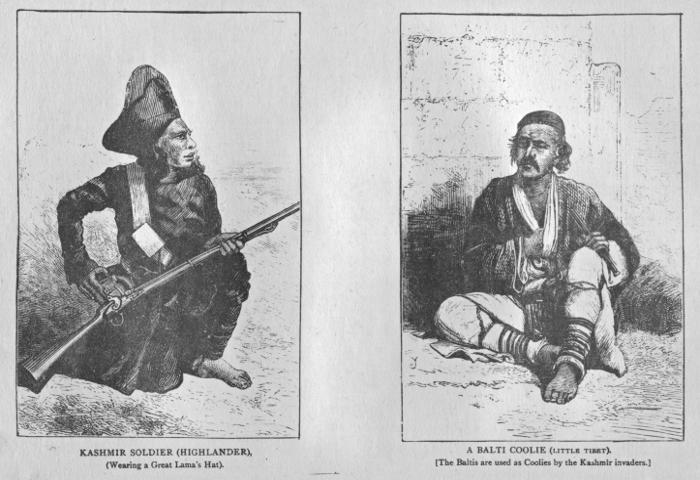 KASHMIR SOLDIER (HIGHLANDER),
(Wearing a Great Lama's Hat).
A BALTI COOLIE (LITTLE TIBET).
[The Baltis are used as Coolies by the Kashmir invaders.]